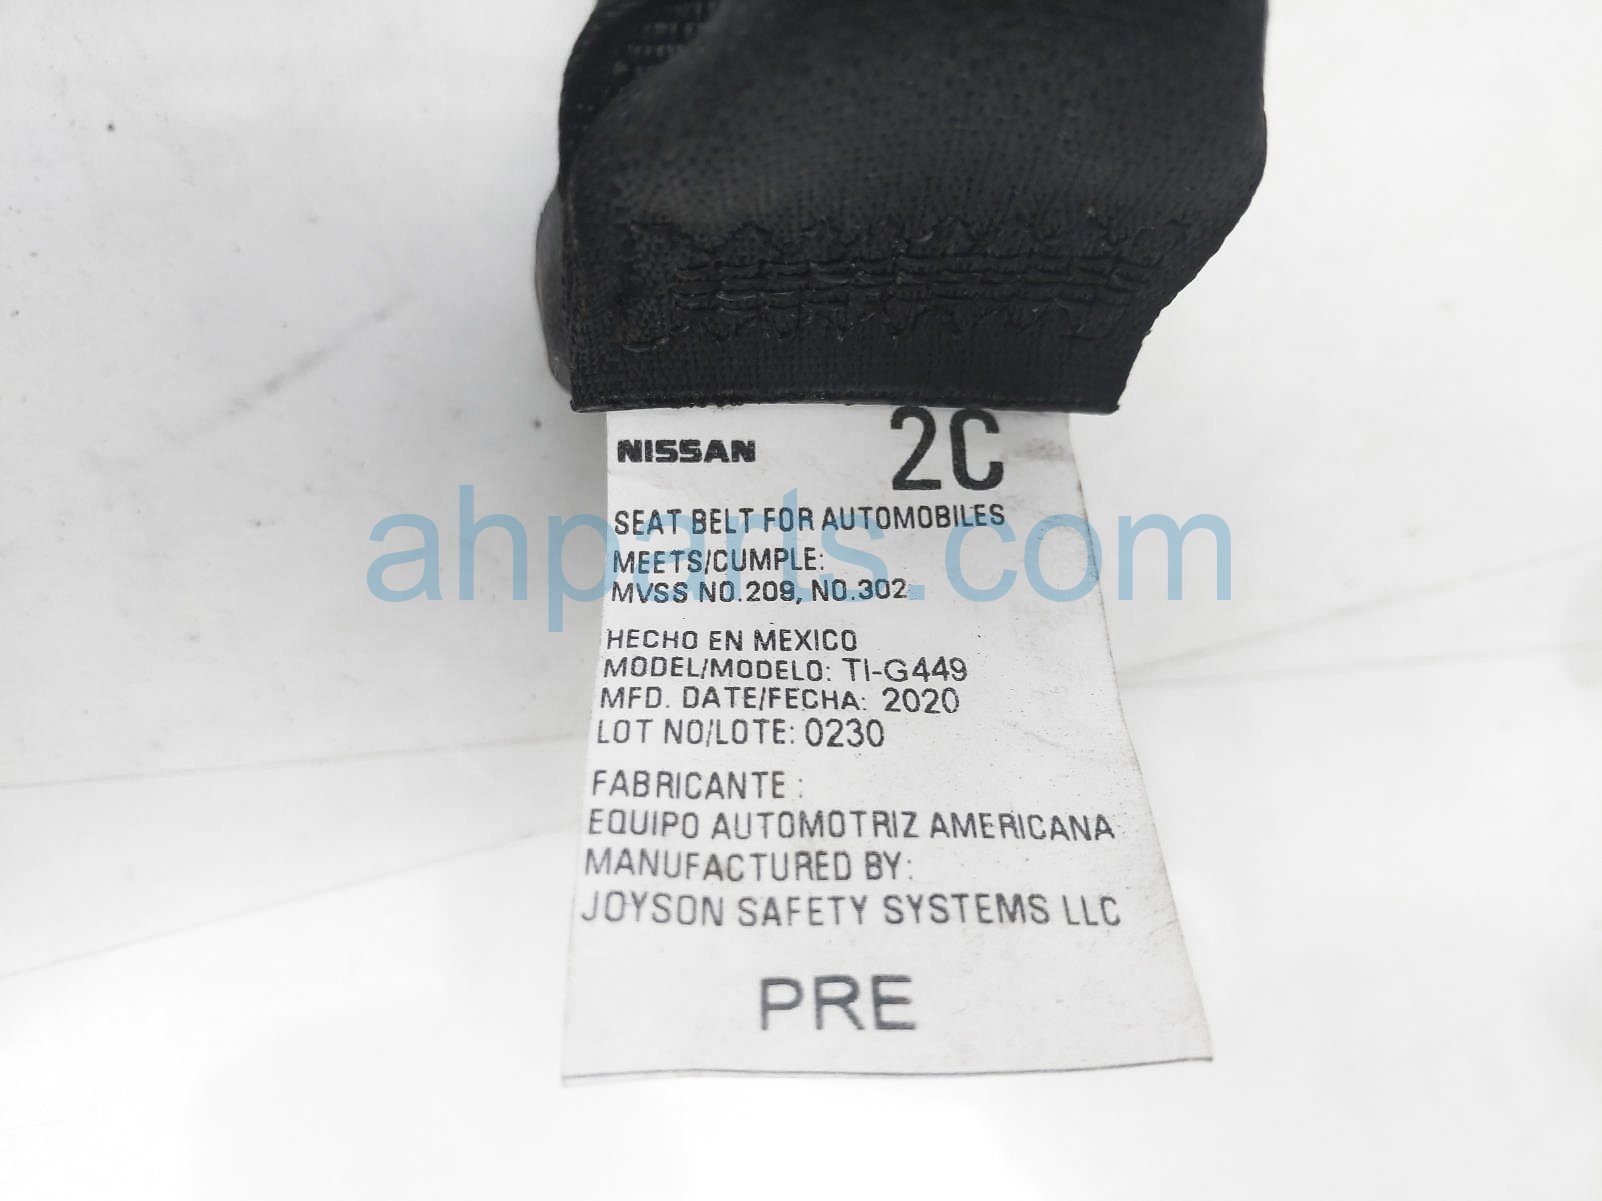 NISSAN 2C
SEAT BELT FOR AUTOMOBILES
MEETS/CUMPLE:
MVSS NO.209, NO.302
HECHO EN MEXICO
MODEL/MODELO: TI-G449
MFD. DATE/FECHA: 2020
LOT NO/LOTE: 0230
FABRICANTE :
EQUIPO AUTOMOTRIZ AMERICANA
MANUFACTURED BY:
JOYSON SAFETY SYSTEMS LLC
PRE
ahparts.com